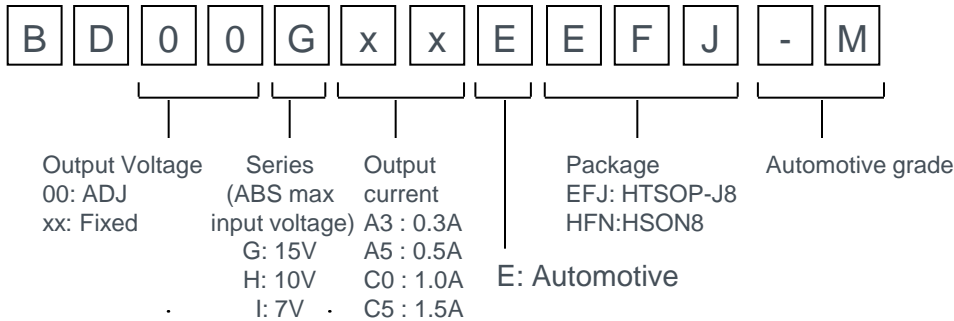 B D 0 0 G x x E E F J - M
Output Voltage
00: ADJ
xx: Fixed
Series
(ABS max
input voltage)
G: 15V
H: 10V
I: 7V
Output
current
A3 : 0.3A
A5 : 0.5A
C0 : 1.0A
C5 : 1.5A
E: Automotive
Package
EFJ: HTSOP-J8
HFN:HSON8
Automotive grade